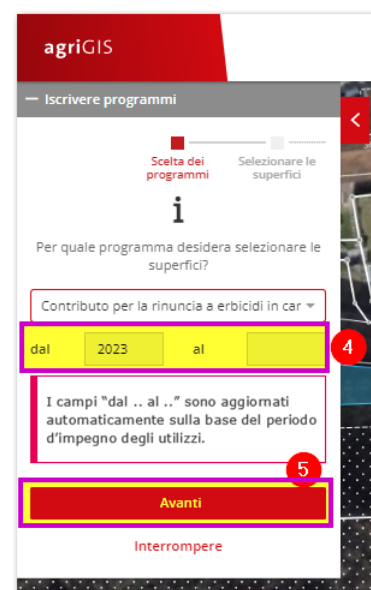 agriGIS
— Iscrivere programmi
<
Scelta dei
programmi
Selezionare le
superfici
i
Per quale programma desidera selezionare le
superfici?
Contributo per la rinuncia a erbicidi in car
dal 2023 al
4
I campi "dal .. al .." sono aggiornati
automaticamente sulla base del periodo
d'impegno degli utilizzi.
5
Avanti
Interrompere